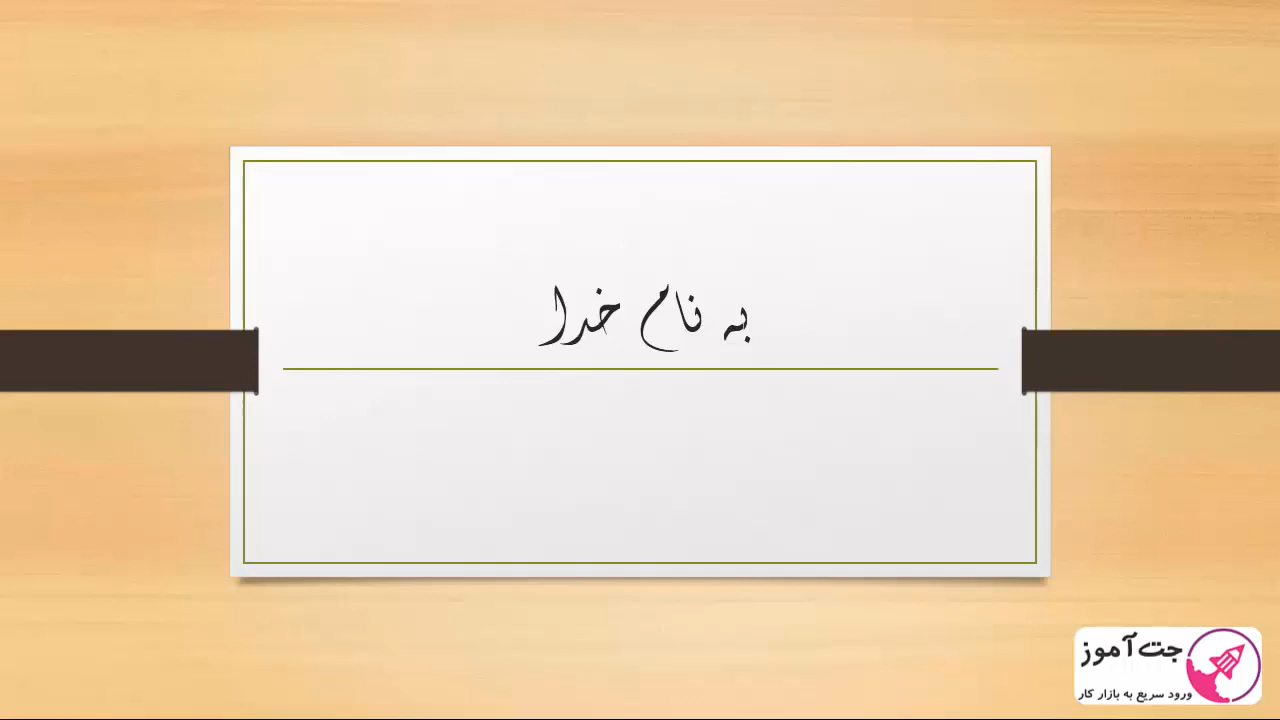 به نام خدا
جت‌آموز
ورود سریع به بازار کار